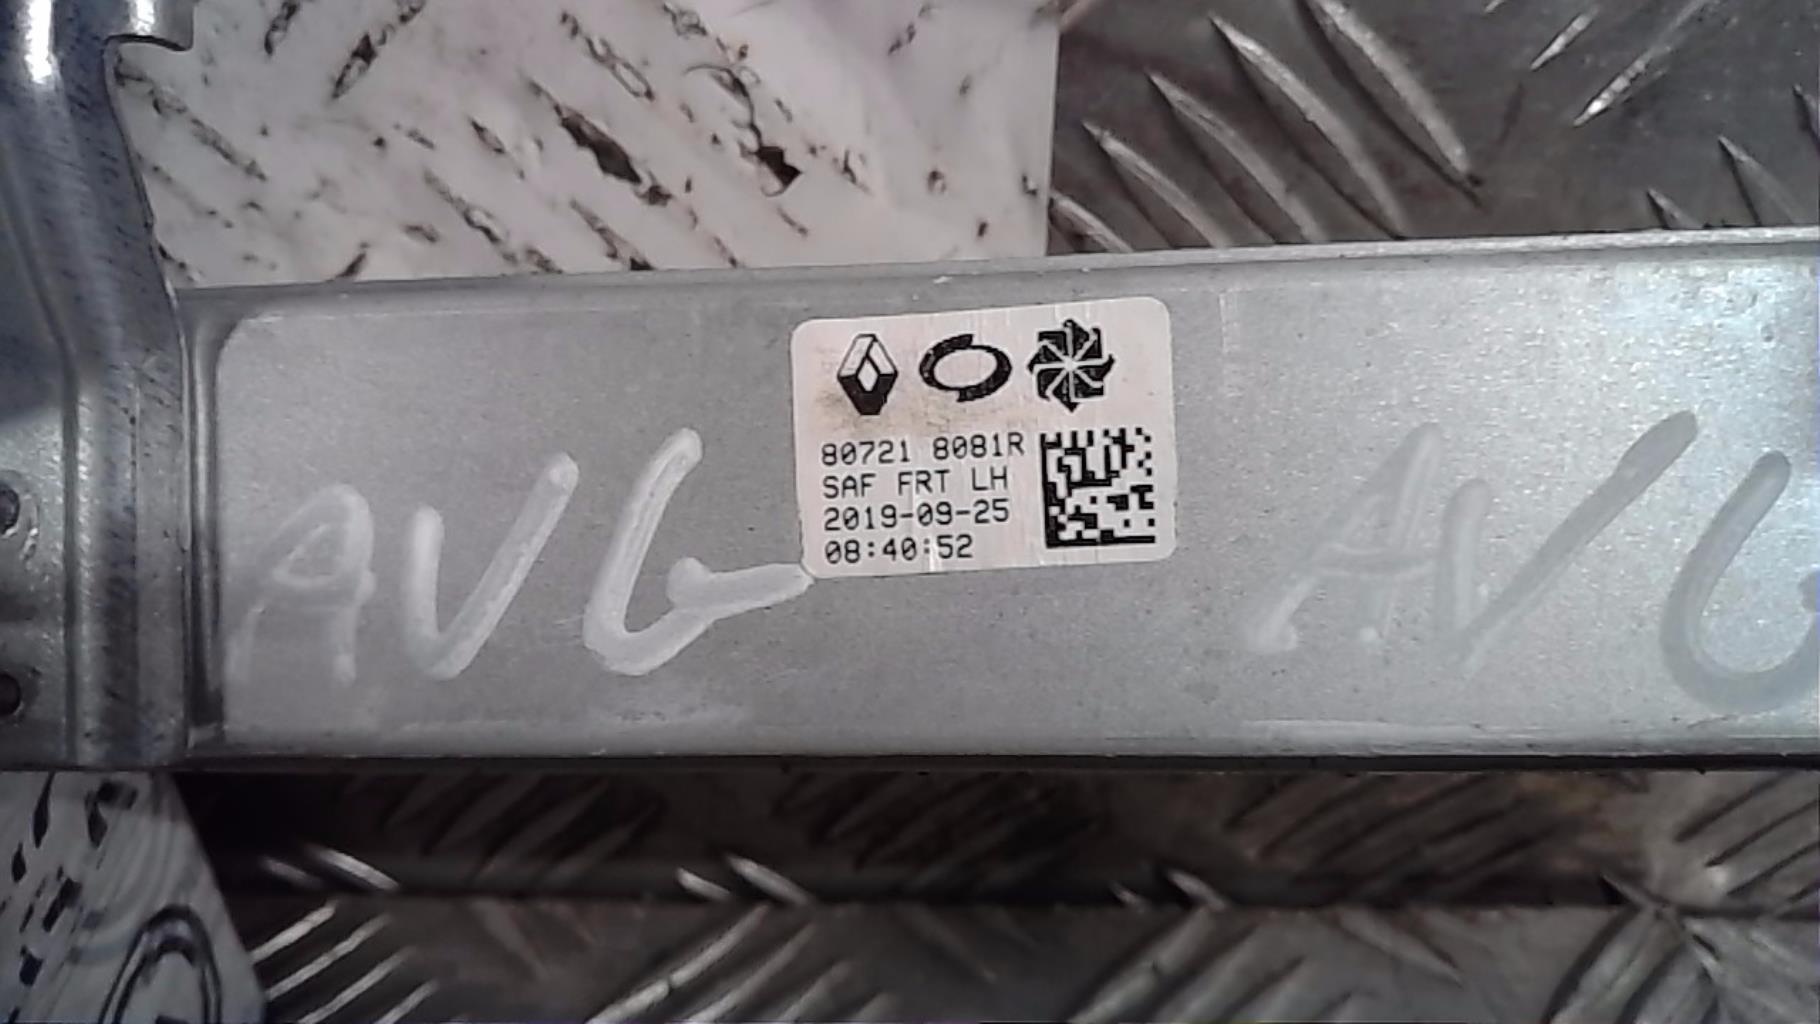 80721 8081R
SAF FRT LH
2019-09-25
08:40:52
AVG
AVG